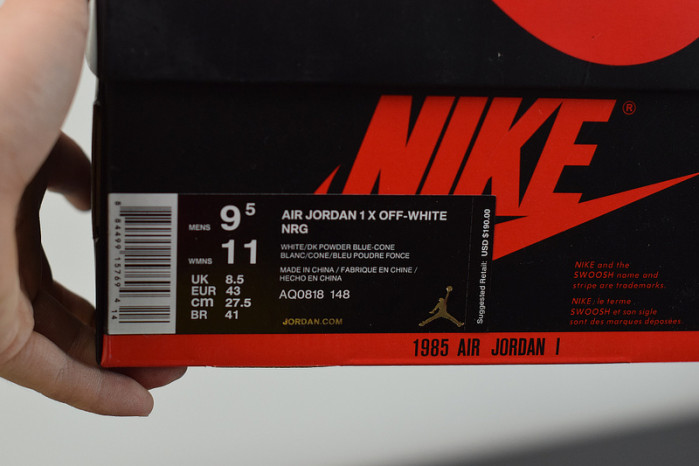 NIKE®
MENS 9⁵
WMNS 11
UK 8.5
EUR 43
cm 27.5
BR 41
AIR JORDAN 1 X OFF-WHITE
NRG
WHITE/DK POWDER BLUE-CONE
BLANC/CONE/BLEU POUDRE FONCE
MADE IN CHINA / FABRIQUE EN CHINE /
HECHO EN CHINA
AQ0818 148
JORDAN.COM
Suggested Retail: USD $190.00
NIKE and the
SWOOSH name and
stripe are trademarks.
NIKE; le terme
SWOOSH et son sigle
sont des marques deposees.
1985 AIR JORDAN I